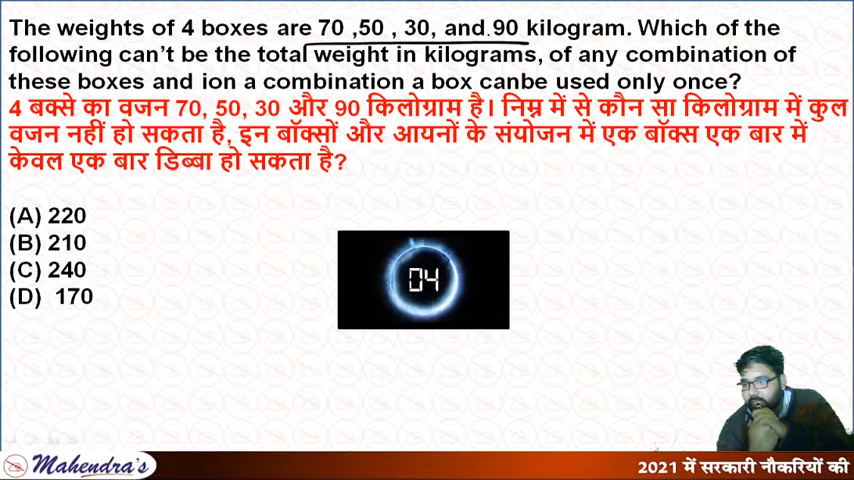 The weights of 4 boxes are 70 ,50 , 30, and 90 kilogram. Which of the
following can't be the total weight in kilograms, of any combination of
these boxes and ion a combination a box canbe used only once?
4 बक्से का वजन 70, 50, 30 और 90 किलोग्राम है। निम्न में से कौन सा किलोग्राम में कुल
वजन नहीं हो सकता है, इन बॉक्सों और आयनों के संयोजन में एक बॉक्स एक बार में
केवल एक बार डिब्बा हो सकता है?
(A) 220
(B) 210
(C) 240
(D) 170
04
Mahendra's
2021 में सरकारी नौकरियों की